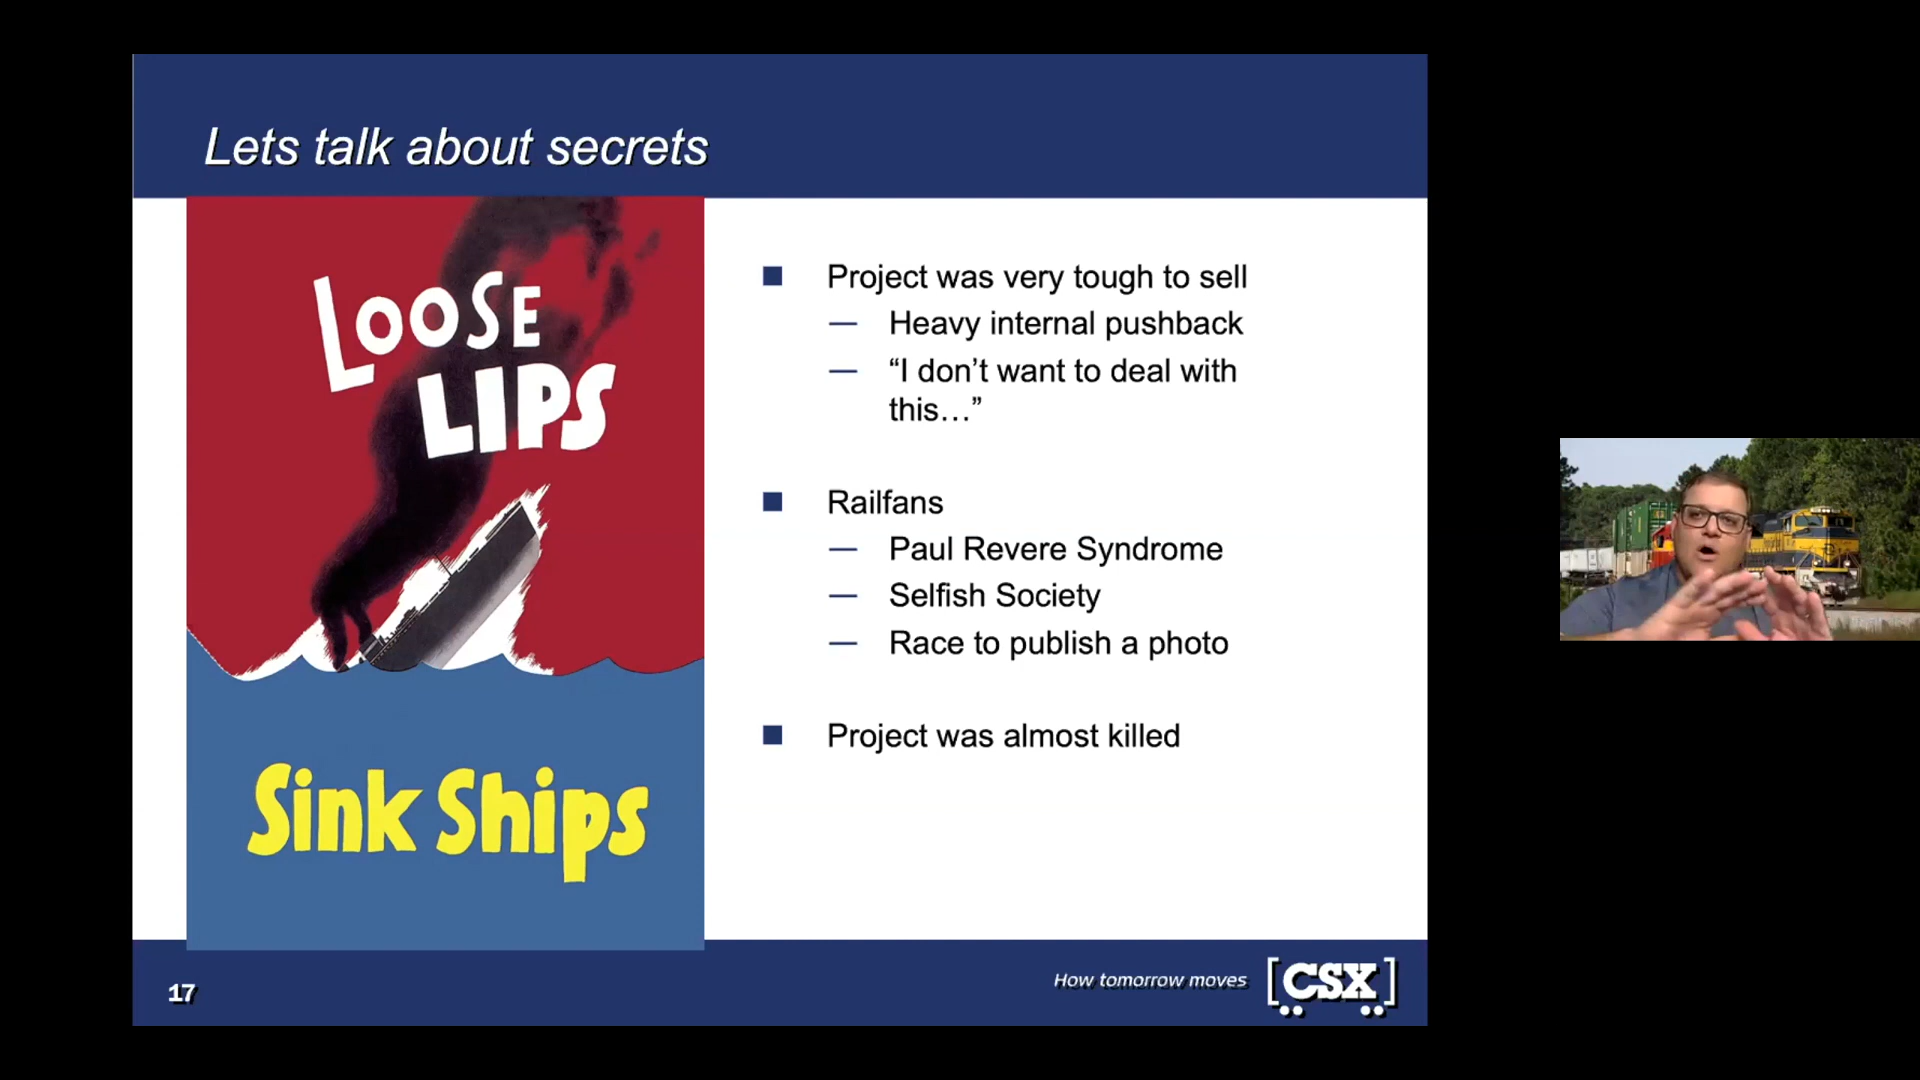 Lets talk about secrets
LOOSE
LIPS
Sink Ships
■ Project was very tough to sell
— Heavy internal pushback
— “I don’t want to deal with
this…”
■ Railfans
— Paul Revere Syndrome
— Selfish Society
— Race to publish a photo
■ Project was almost killed
17
How tomorrow moves
[CSX]